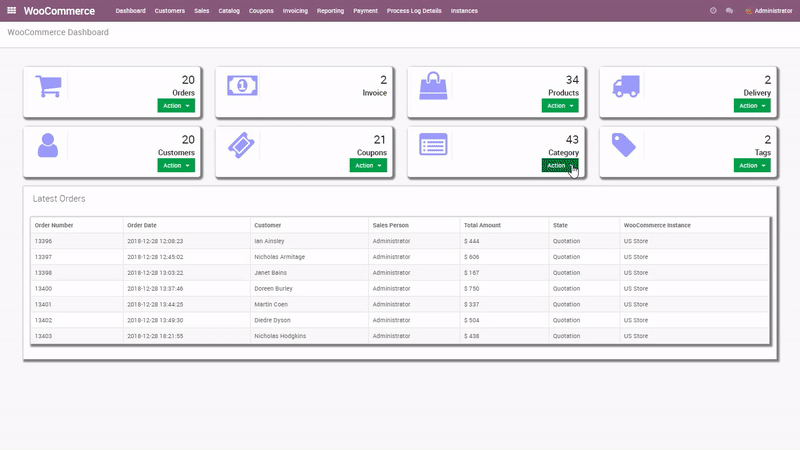 WooCommerce Dashboard Customers Sales Catalog Coupons Invoicing Reporting Payment Process Log Details Instances Administrator
WooCommerce Dashboard
20 2 34 2
Orders Invoice Products Delivery
Action Action Action
20 21 43 2
Customers Coupons Category Tags
Action Action Action Action
Latest Orders
Order Number Order Date Customer Sales Person Total Amount State WooCommerce Instance
13396 2018-12-28 12:08:23 Ian Ainsley Administrator $ 444 Quotation US Store
13397 2018-12-28 12:45:02 Nicholas Armitage Administrator $ 606 Quotation US Store
13398 2018-12-28 13:03:22 Janet Bains Administrator $ 167 Quotation US Store
13400 2018-12-28 13:37:46 Doreen Burley Administrator $ 750 Quotation US Store
13401 2018-12-28 13:44:25 Martin Coen Administrator $ 337 Quotation US Store
13402 2018-12-28 13:49:30 Diedre Dyson Administrator $ 504 Quotation US Store
13403 2018-12-28 18:21:55 Nicholas Hodgkins Administrator $ 438 Quotation US Store